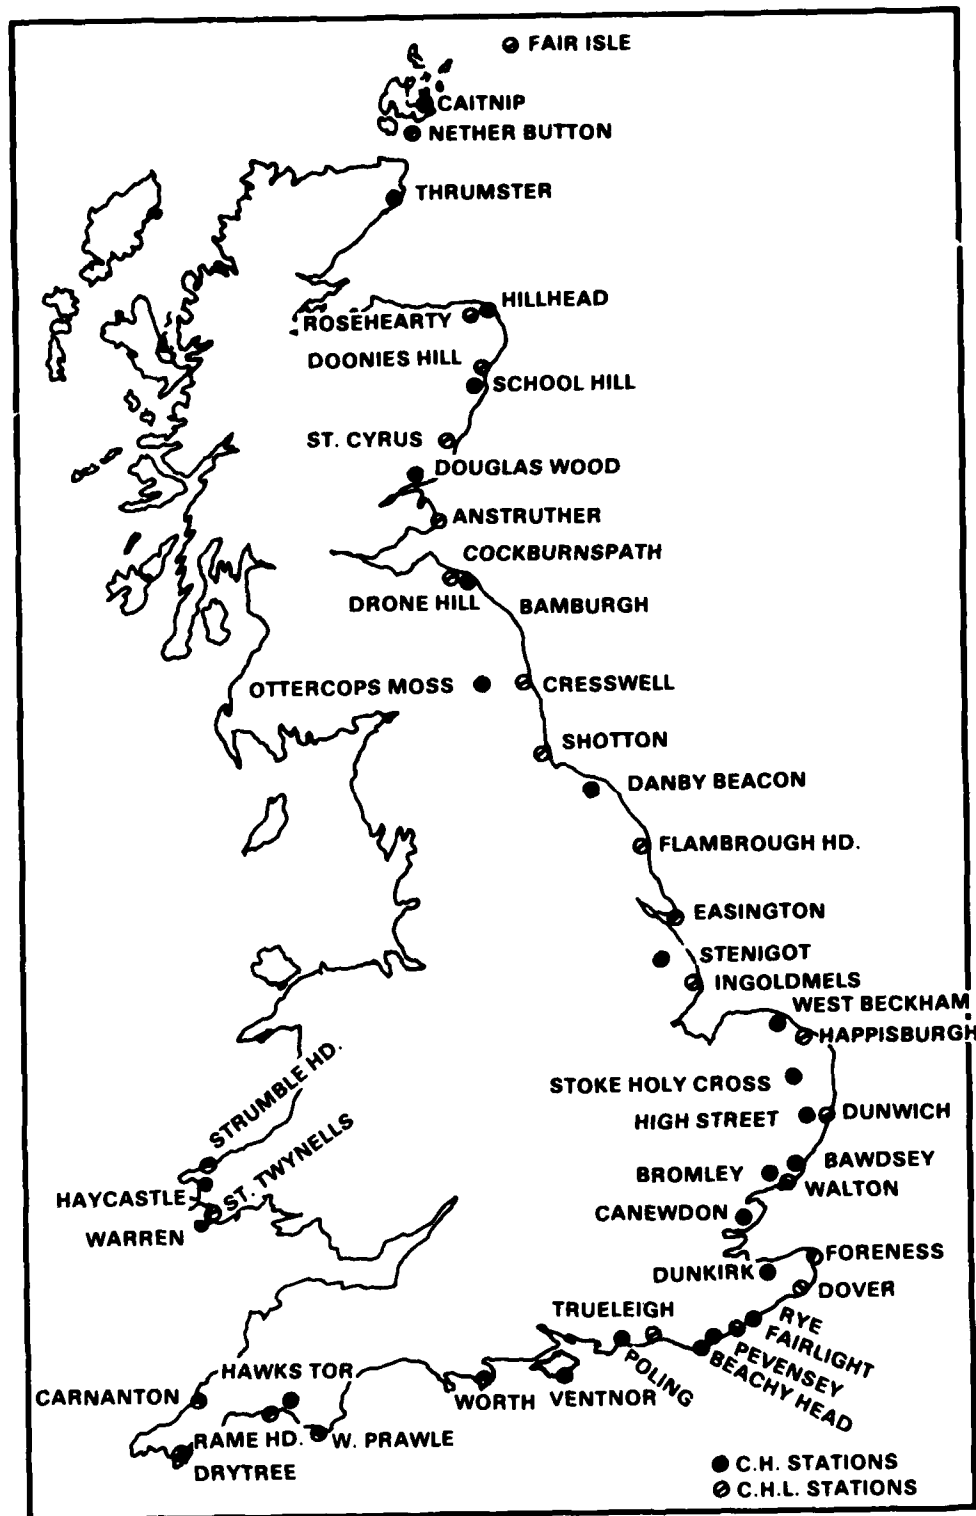 FAIR ISLE
CAITNIP
NETHER BUTTON
THRUMSTER
HILLHEAD
ROSEHEARTY
DOONIES HILL
SCHOOL HILL
ST. CYRUS
DOUGLAS WOOD
ANSTRUTHER
COCKBURNSPATH
DRONE HILL
BAMBURGH
OTTERCOPS MOSS
CRESSWELL
SHOTTON
DANBY BEACON
FLAMBROUGH HD.
EASINGTON
STENIGOT
INGOLDMELS
WEST BECKHAM
HAPPISBURGH
STRUMBLE HD.
STOKE HOLY CROSS
HIGH STREET
DUNWICH
ST. TWYNELLS
BAWDSEY
BROMLEY
WALTON
HAYCASTLE
CANEWDON
WARREN
FORENESS
DUNKIRK
DOVER
TRUELEIGH
RYE
FAIRLIGHT
PEVENSEY
BEACHY HEAD
POLING
HAWKS TOR
CARNANTON
WORTH
VENTNOR
RAME HD.
W. PRAWLE
DRYTREE
C.H. STATIONS
C.H.L. STATIONS